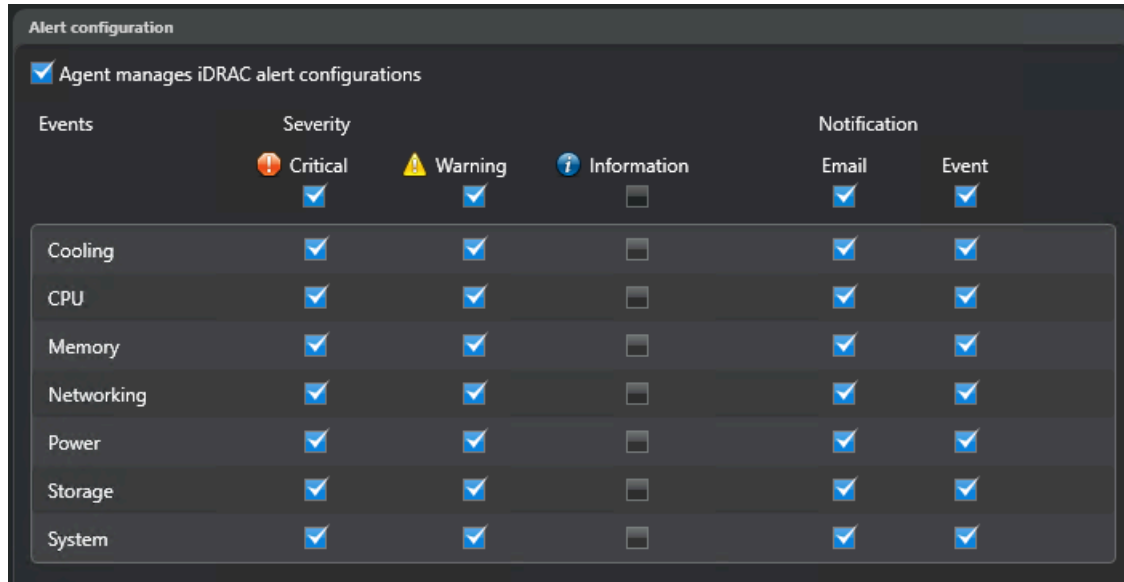 Alert configuration
Agent manages iDRAC alert configurations
Events Severity Notification
Critical Warning Information Email Event
Cooling
CPU
Memory
Networking
Power
Storage
System